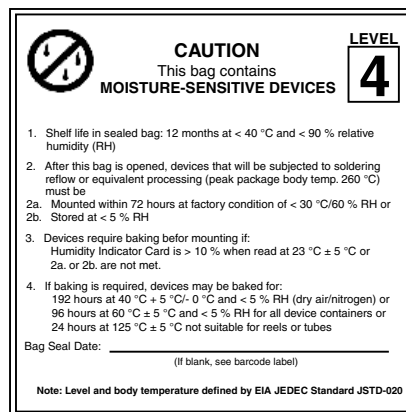 LEVEL
4
CAUTION
This bag contains
MOISTURE-SENSITIVE DEVICES
1. Shelf life in sealed bag: 12 months at < 40 °C and < 90 % relative
humidity (RH)
2. After this bag is opened, devices that will be subjected to soldering
reflow or equivalent processing (peak package body temp. 260 °C)
must be
2a. Mounted within 72 hours at factory condition of < 30 °C/60 % RH or
2b. Stored at < 5 % RH
3. Devices require baking befor mounting if:
Humidity Indicator Card is > 10 % when read at 23 °C ± 5 °C or
2a. or 2b. are not met.
4. If baking is required, devices may be baked for:
192 hours at 40 °C + 5 °C/- 0 °C and < 5 % RH (dry air/nitrogen) or
96 hours at 60 °C ± 5 °C and < 5 % RH for all device containers or
24 hours at 125 °C ± 5 °C not suitable for reels or tubes
Bag Seal Date:
(If blank, see barcode label)
Note: Level and body temperature defined by EIA JEDEC Standard JSTD-020